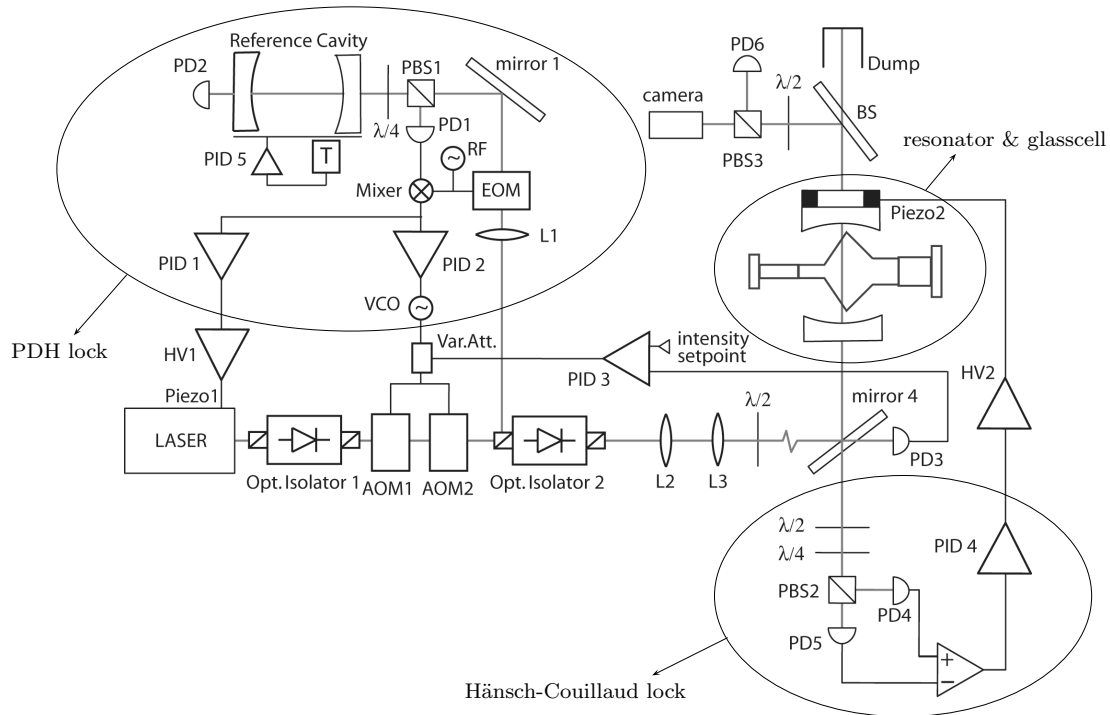 Reference Cavity
PD2
PBS1
mirror 1
λ/4
PD1
RF
PID 5
T
~
Mixer
EOM
L1
PID 1
PID 2
VCO
~
PDH lock
HV1
Var.Att.
PID 3
intensity
setpoint
Piezo1
LASER
Opt.Isolator 1
AOM1
AOM2
Opt.Isolator 2
L2
L3
λ/2
mirror 4
PD3
PD6
Dump
camera
λ/2
BS
PBS3
resonator & glasscell
Piezo2
HV2
λ/2
λ/4
PID 4
PBS2
PD4
PD5
+
−
Hänsch-Couillaud lock